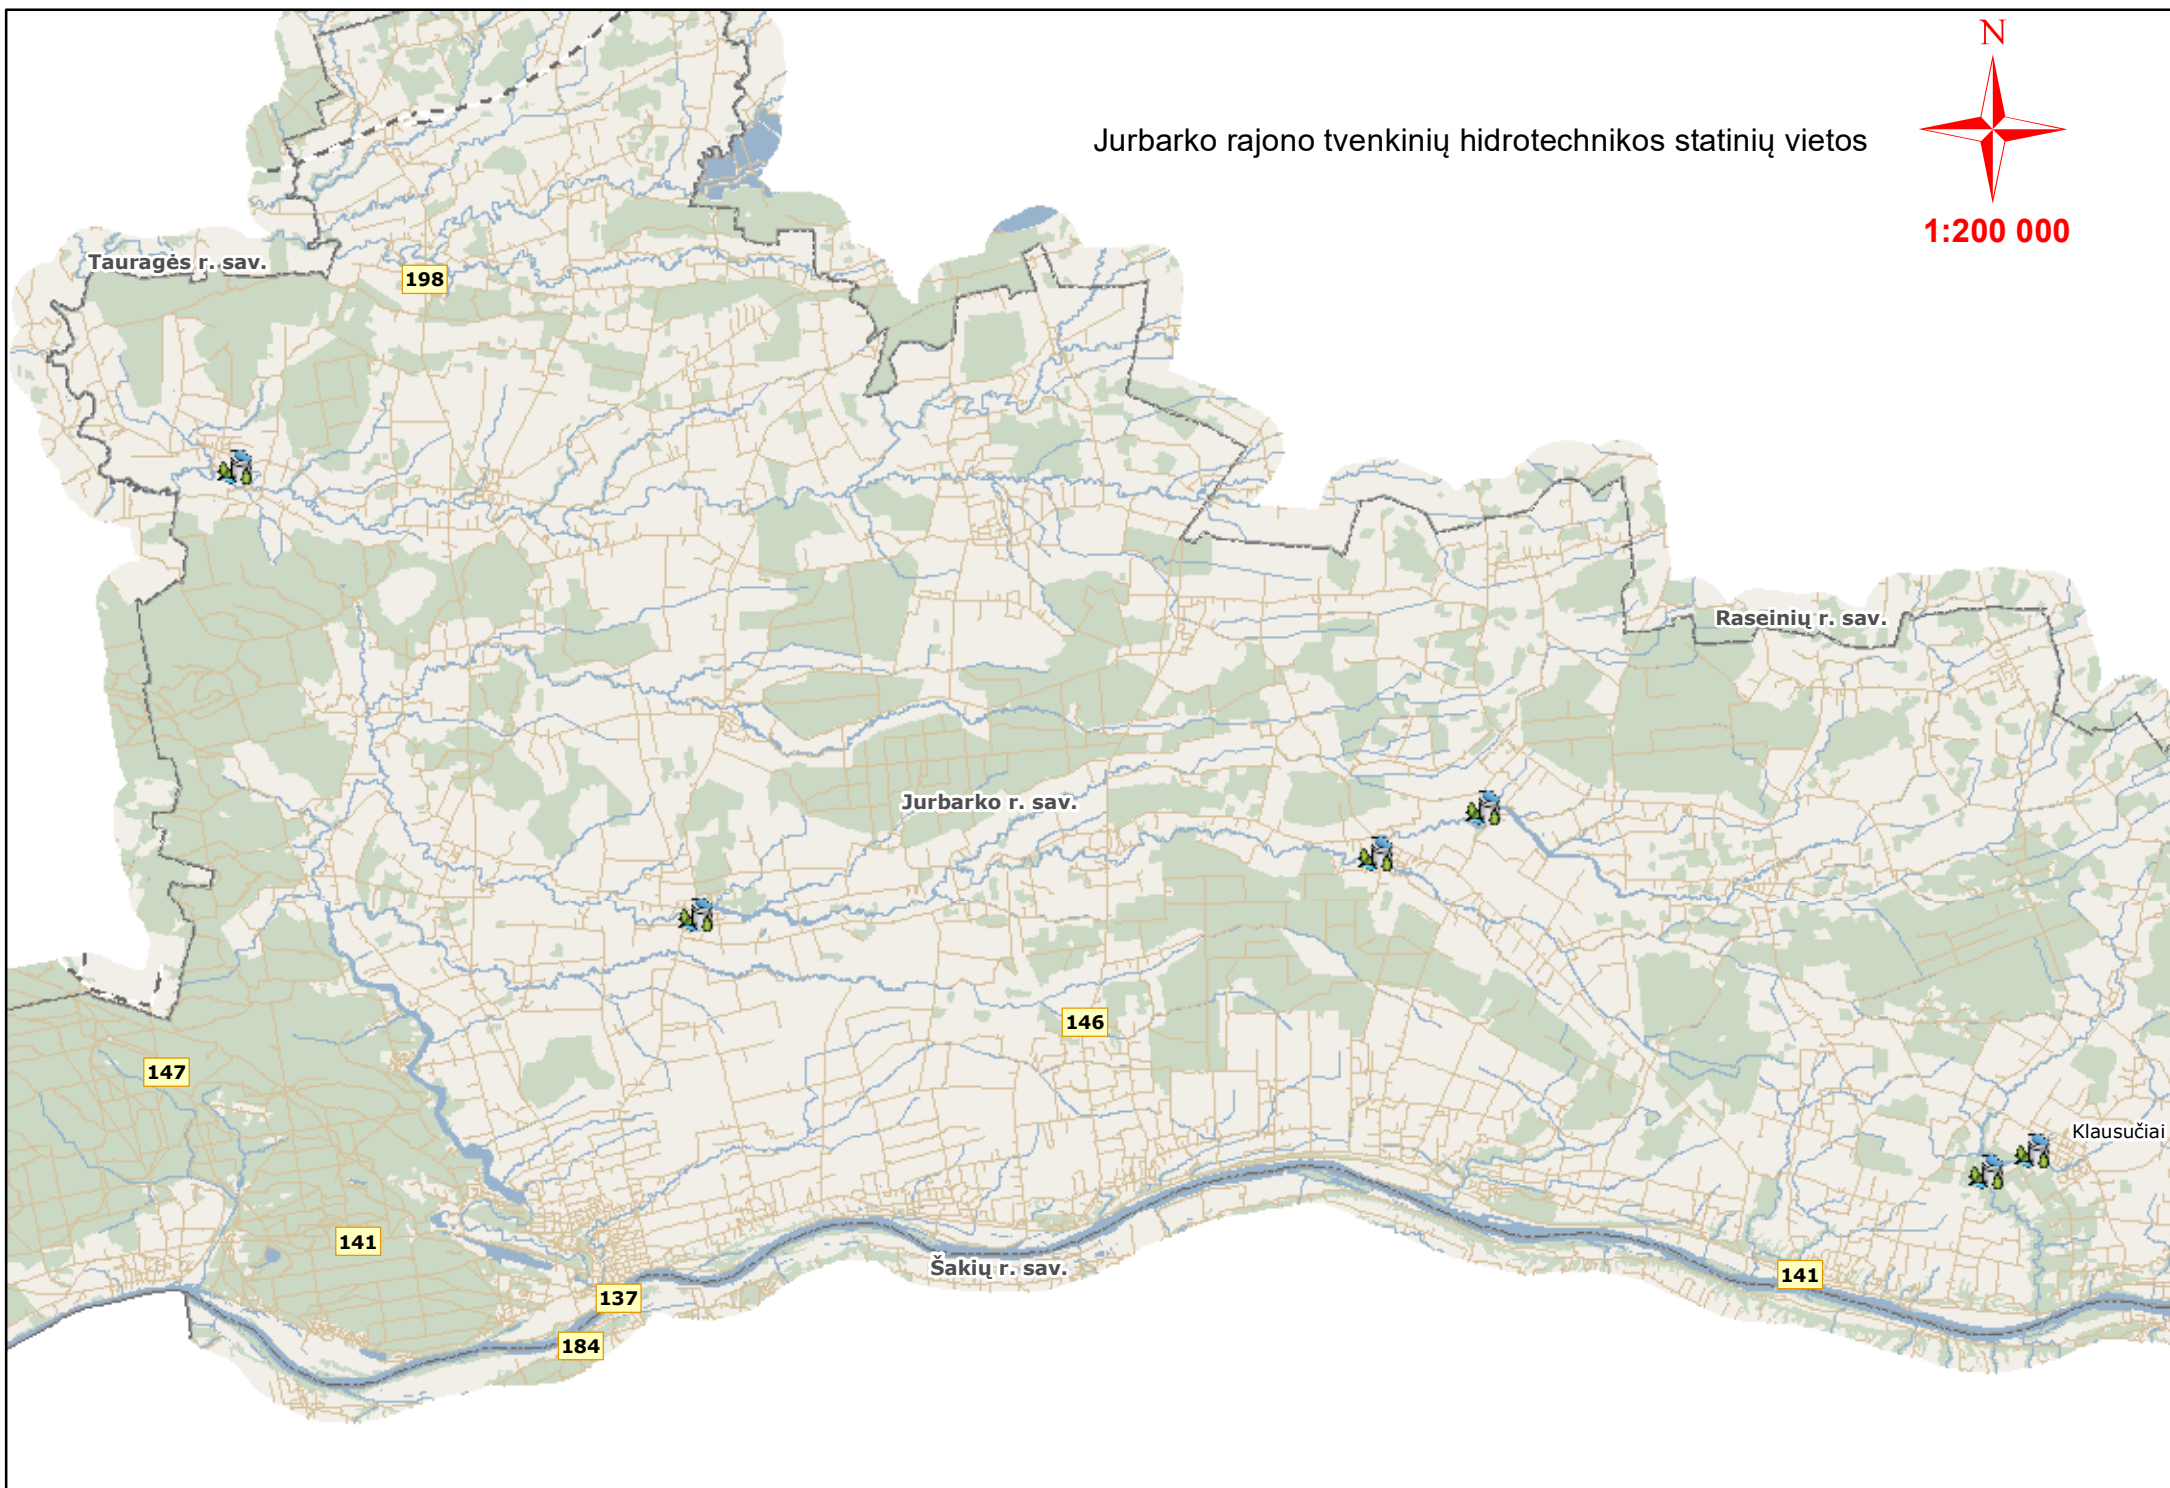 N
Jurbarko rajono tvenkinių hidrotechnikos statinių vietos
1:200 000
Tauragės r. sav.
198
Raseinių r. sav.
Jurbarko r. sav.
146
147
Klausučiai
141
Šakių r. sav.
141
137
184